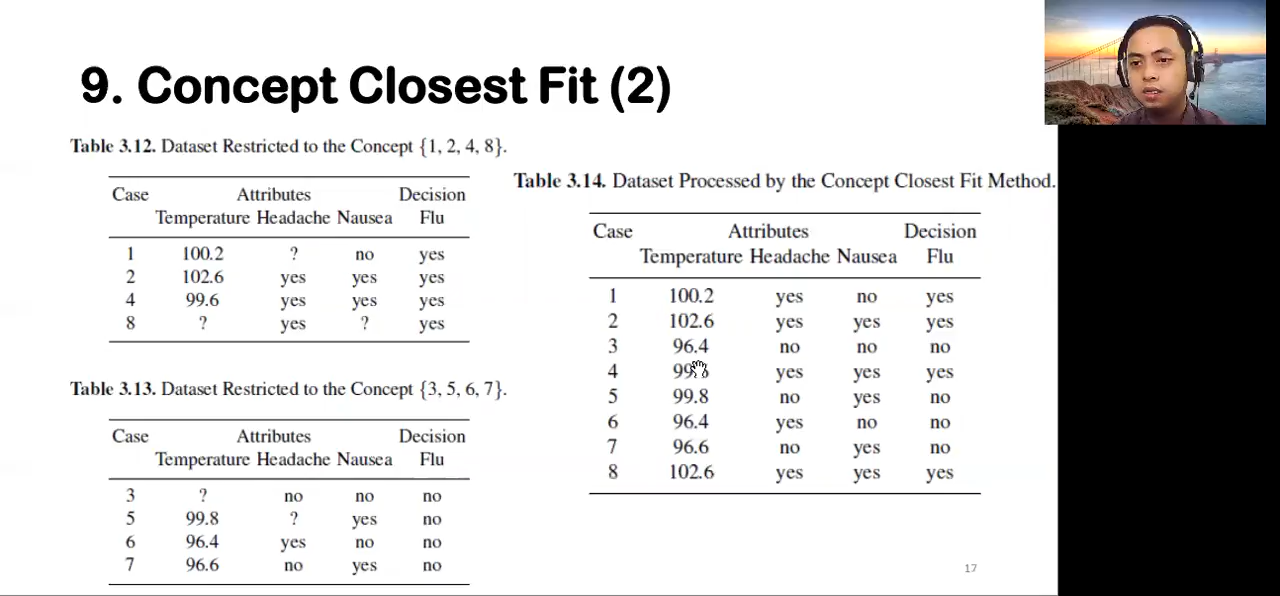 9. Concept Closest Fit (2)
Table 3.12. Dataset Restricted to the Concept {1, 2, 4, 8}.
Case Attributes Decision
Temperature Headache Nausea Flu
1 100.2 ? no yes
2 102.6 yes yes yes
4 99.6 yes yes yes
8 ? yes ? yes
Table 3.13. Dataset Restricted to the Concept {3, 5, 6, 7}.
Case Attributes Decision
Temperature Headache Nausea Flu
3 ? no no no
5 99.8 ? yes no
6 96.4 yes no no
7 96.6 no yes no
Table 3.14. Dataset Processed by the Concept Closest Fit Method.
Case Attributes Decision
Temperature Headache Nausea Flu
1 100.2 yes no yes
2 102.6 yes yes yes
3 96.4 no no no
4 yes yes yes
5 99.8 no yes no
6 96.4 yes no no
7 96.6 no yes no
8 102.6 yes yes yes
17